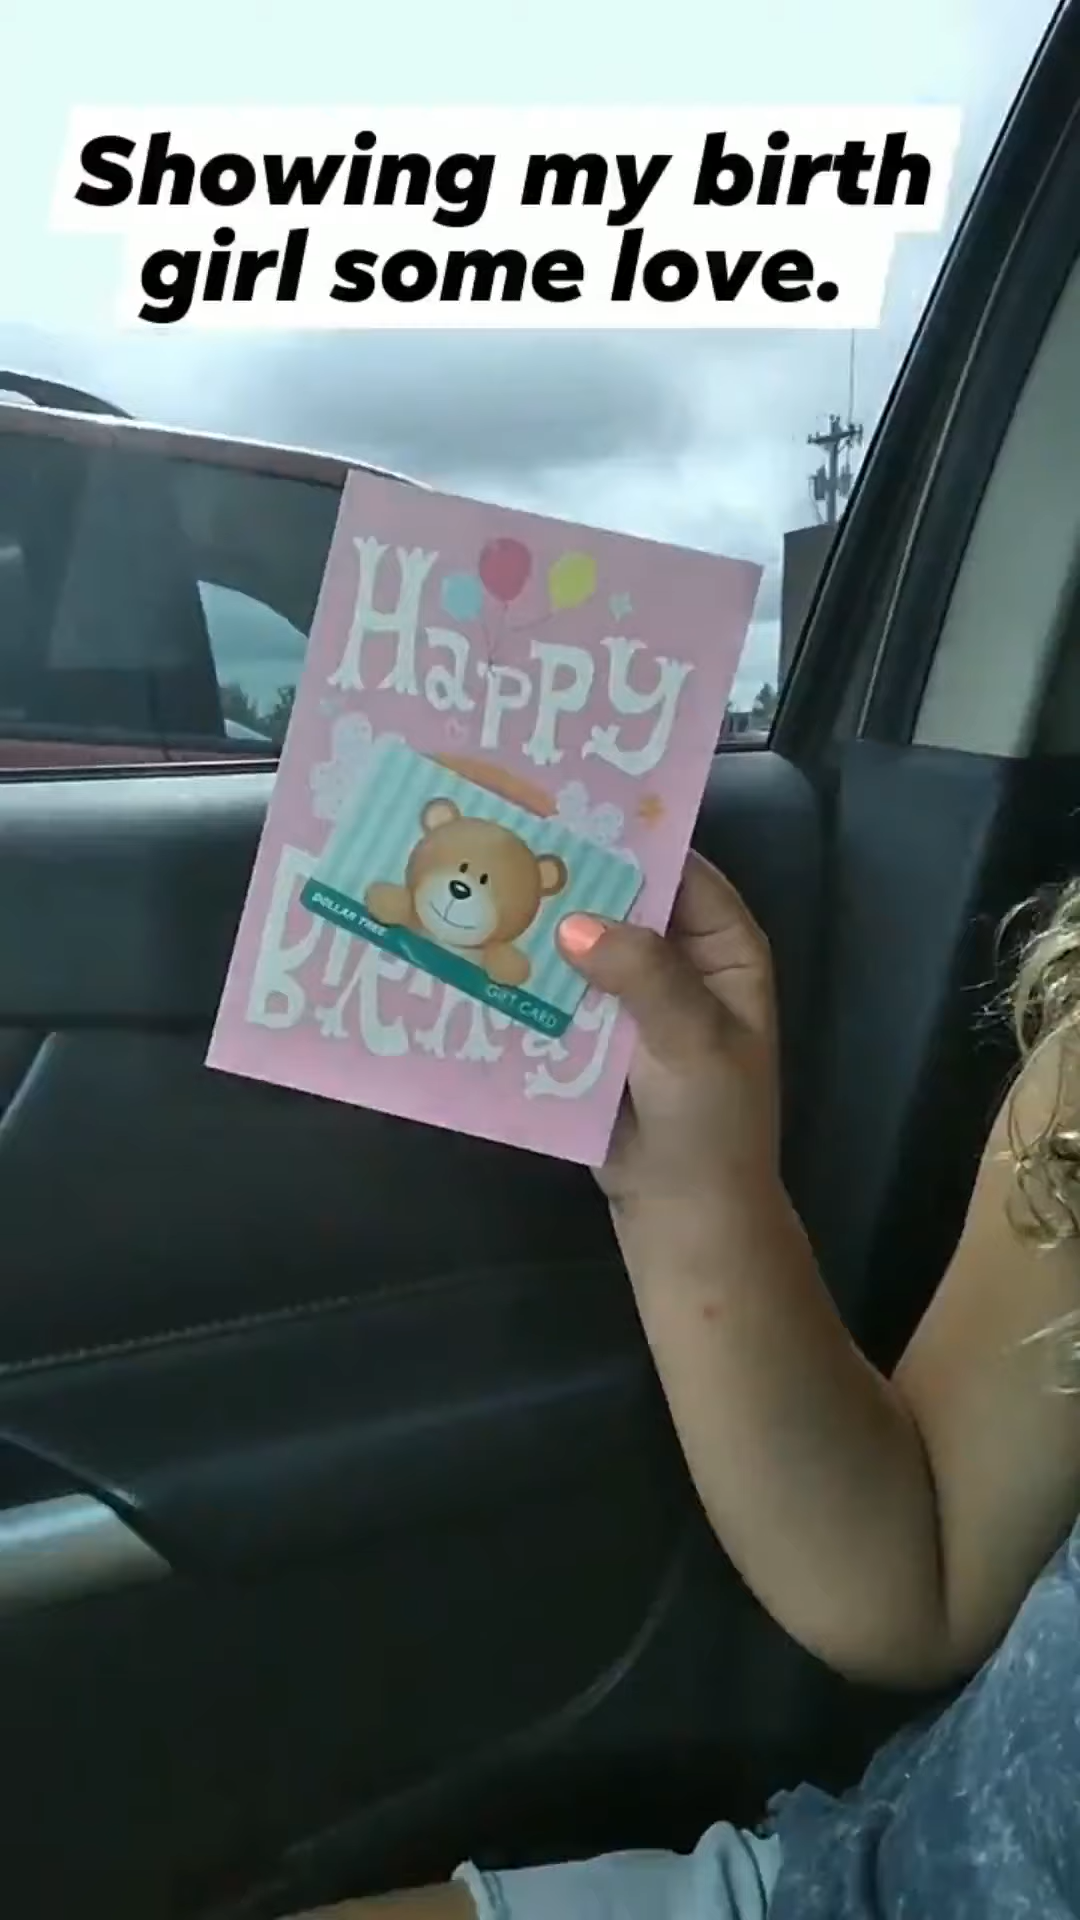 Showing my birth
girl some love.
Happy
DOLLAR TREE
GIFT CARD
Birthday